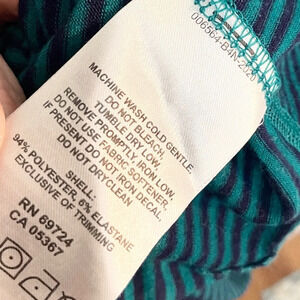 006564-B4N-292
MACHINE WASH COLD GENTLE.
DO NOT BLEACH.
TUMBLE DRY LOW.
REMOVE PROMPTLY. IRON LOW.
DO NOT USE FABRIC SOFTENER.
IF PRESENT DO NOT IRON DECAL.
DO NOT DRYCLEAN
SHELL:
94% POLYESTER, 6% ELASTANE
EXCLUSIVE OF TRIMMING
RN 69724
CA 05367